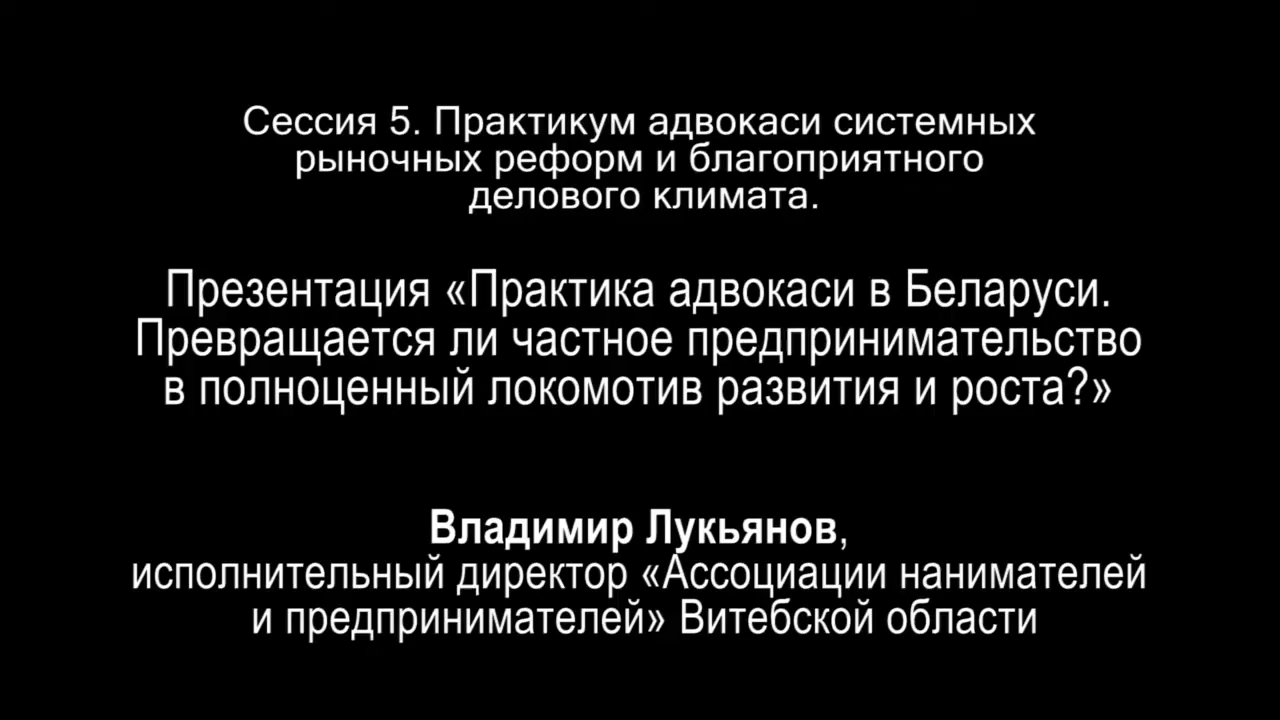 Сессия 5. Практикум адвокаси системных
рыночных реформ и благоприятного
делового климата.
Презентация «Практика адвокаси в Беларуси.
Превращается ли частное предпринимательство
в полноценный локомотив развития и роста?»
Владимир Лукьянов,
исполнительный директор «Ассоциации нанимателей
и предпринимателей» Витебской области